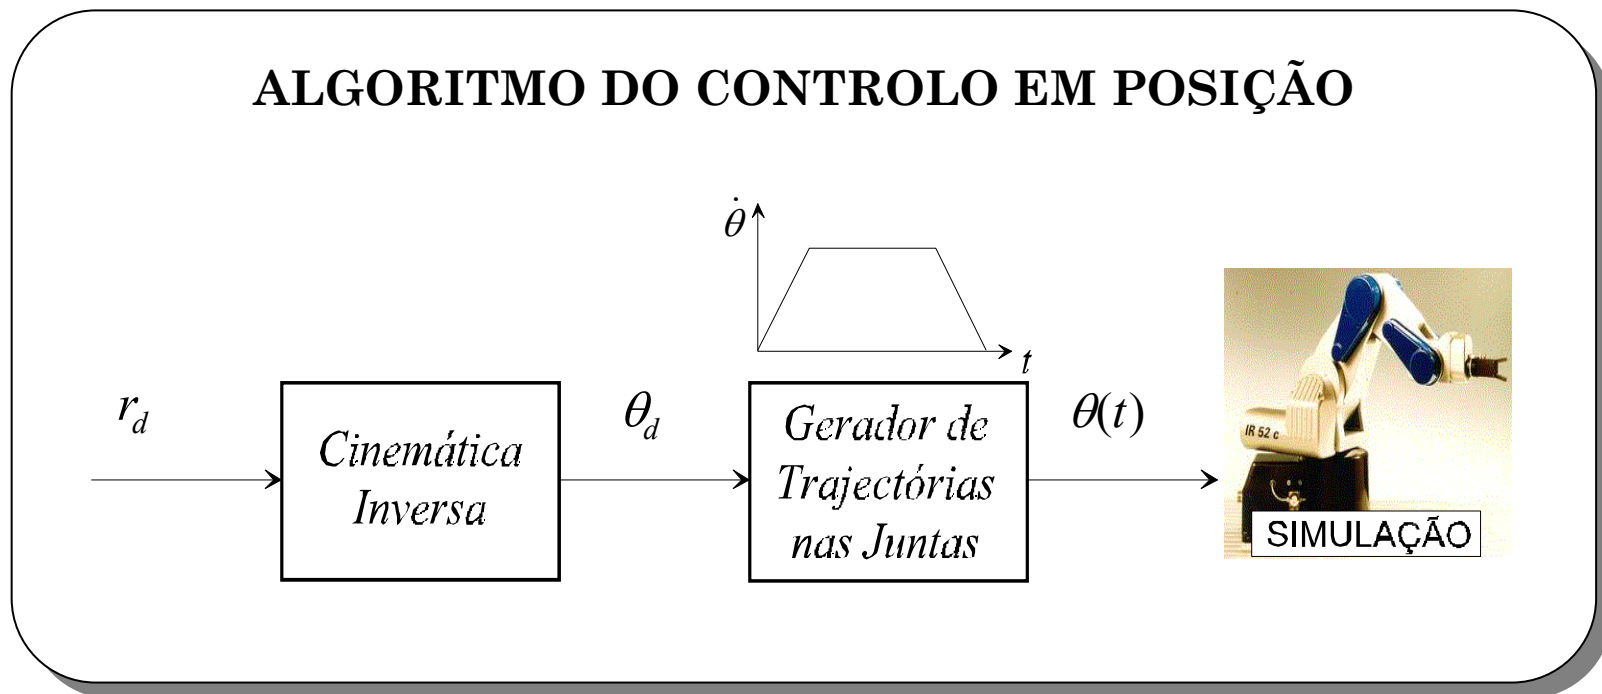 ALGORITMO DO CONTROLO EM POSIÇÃO
θ̇
t
r_d
Cinemática
Inversa
θ_d
Gerador de
Trajectórias
nas Juntas
θ(t)
IR 52 c
SIMULAÇÃO